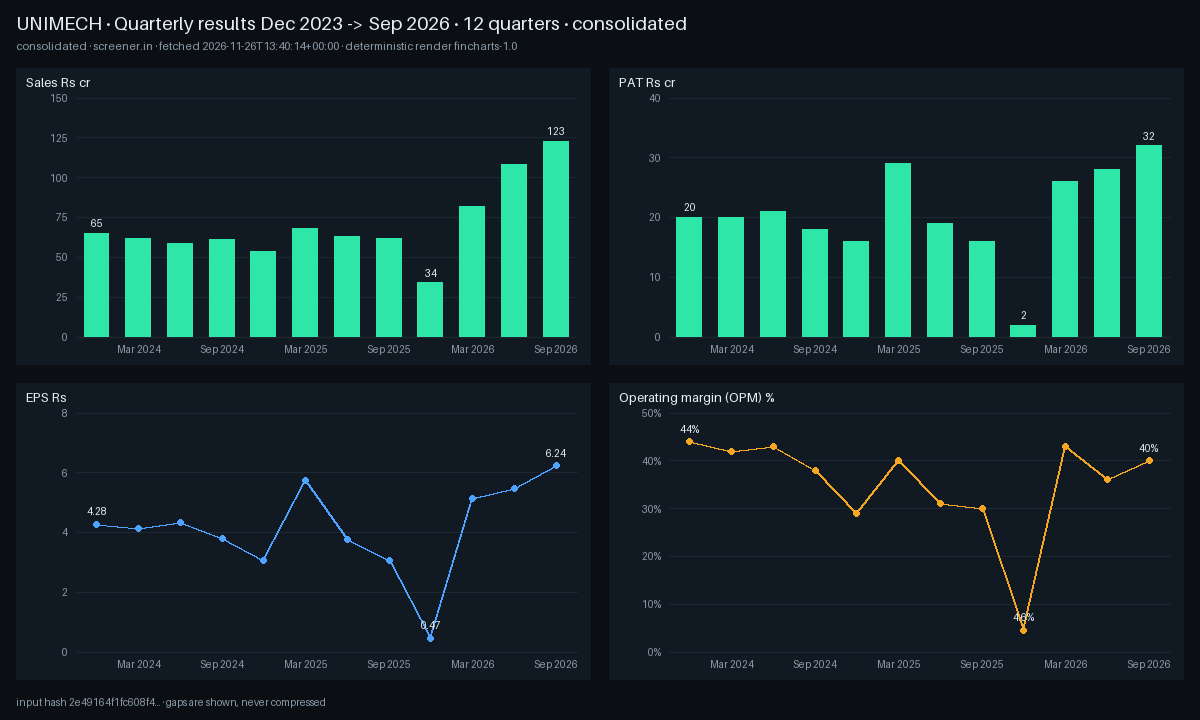 UNIMECH · Quarterly results Dec 2023 -> Sep 2026 · 12 quarters · consolidated
consolidated · screener.in · fetched 2026-11-26T13:40:14+00:00 · deterministic render fincharts-1.0
Sales Rs cr
150
125
100
75
50
25
0
65
34
123
Mar 2024
Sep 2024
Mar 2025
Sep 2025
Mar 2026
Sep 2026
PAT Rs cr
40
30
20
10
0
20
2
32
Mar 2024
Sep 2024
Mar 2025
Sep 2025
Mar 2026
Sep 2026
EPS Rs
8
6
4
2
0
4.28
0.47
6.24
Mar 2024
Sep 2024
Mar 2025
Sep 2025
Mar 2026
Sep 2026
Operating margin (OPM) %
50%
40%
30%
20%
10%
0%
44%
40%
Mar 2024
Sep 2024
Mar 2025
Sep 2025
Mar 2026
Sep 2026
input hash 2e49164f1fc608f4… · gaps are shown, never compressed